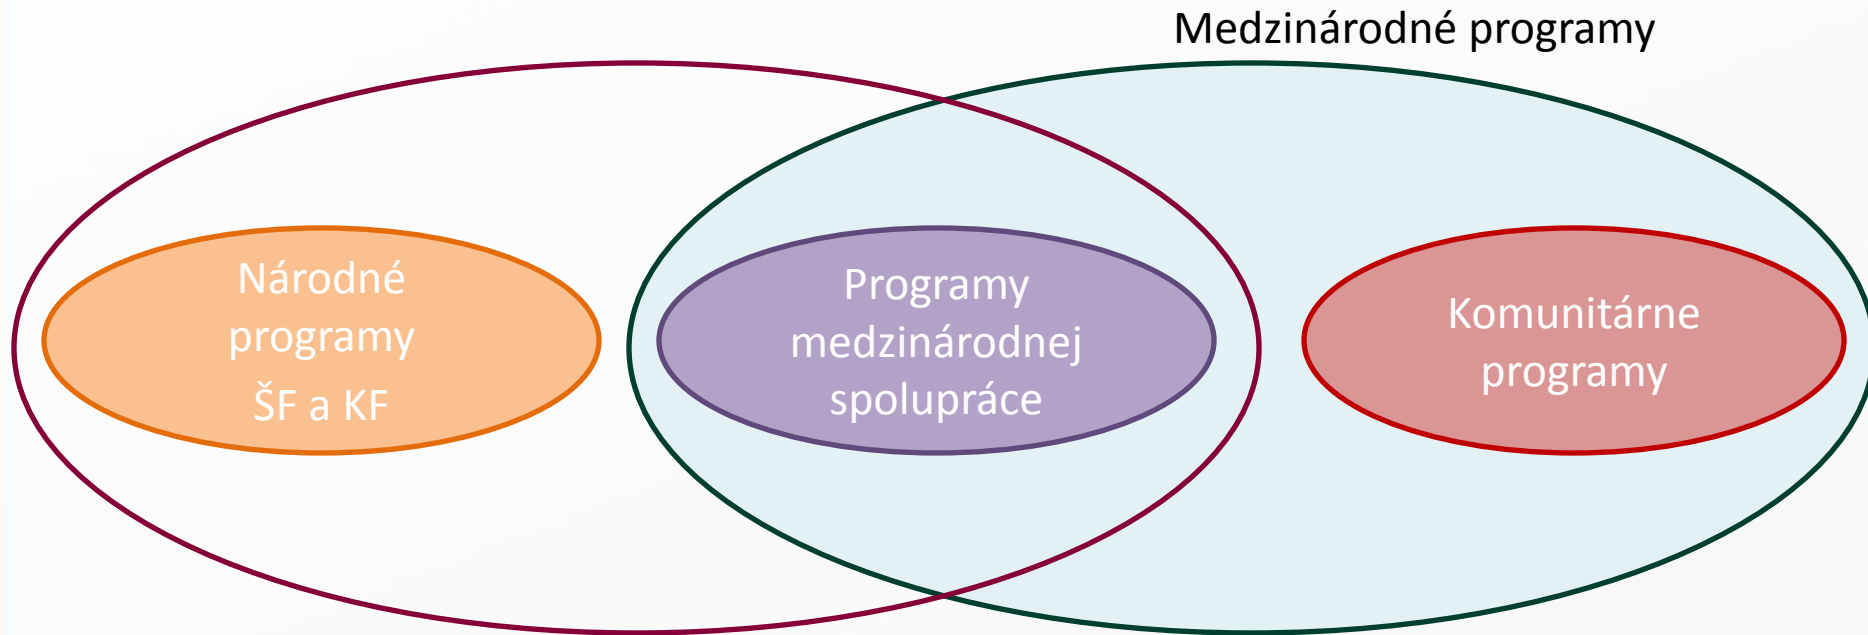 Medzinárodné programy
Národné
programy
ŠF a KF
Programy
medzinárodnej
spolupráce
Komunitárne
programy